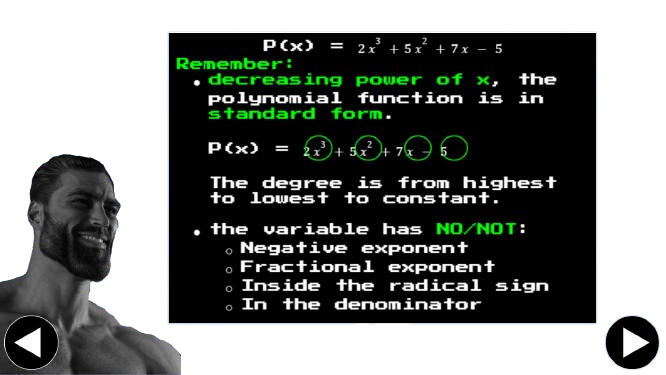 P(x) = 2x³ + 5x² + 7x − 5
Remember:
• decreasing power of x, the
polynomial function is in
standard form.
P(x) = 2x³ + 5x² + 7x − 5
The degree is from highest
to lowest to constant.
• the variable has NO/NOT:
○ Negative exponent
○ Fractional exponent
○ Inside the radical sign
○ In the denominator